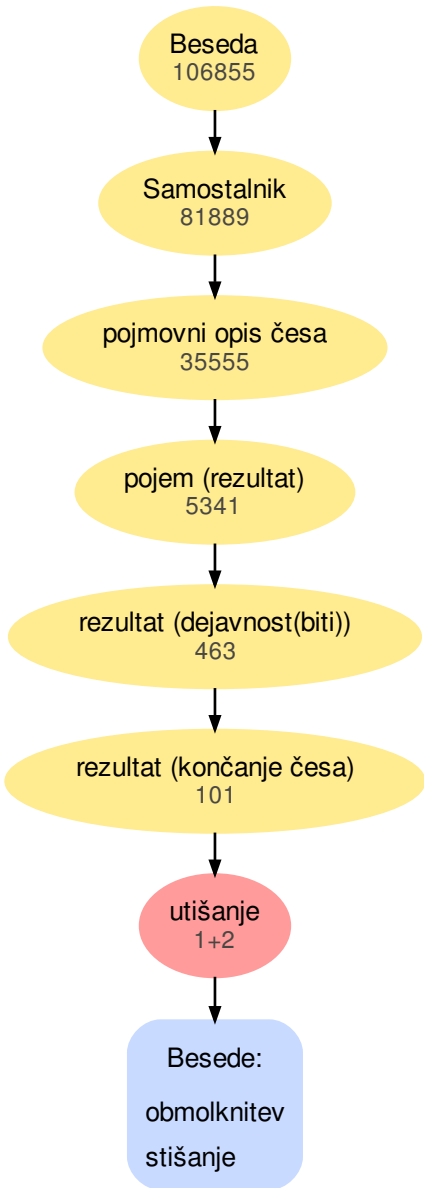 Beseda
106855
Samostalnik
81889
pojmovni opis česa
35555
pojem (rezultat)
5341
rezultat (dejavnost(biti))
463
rezultat (končanje česa)
101
utišanje
1+2
Besede:
obmolknitev
stišanje